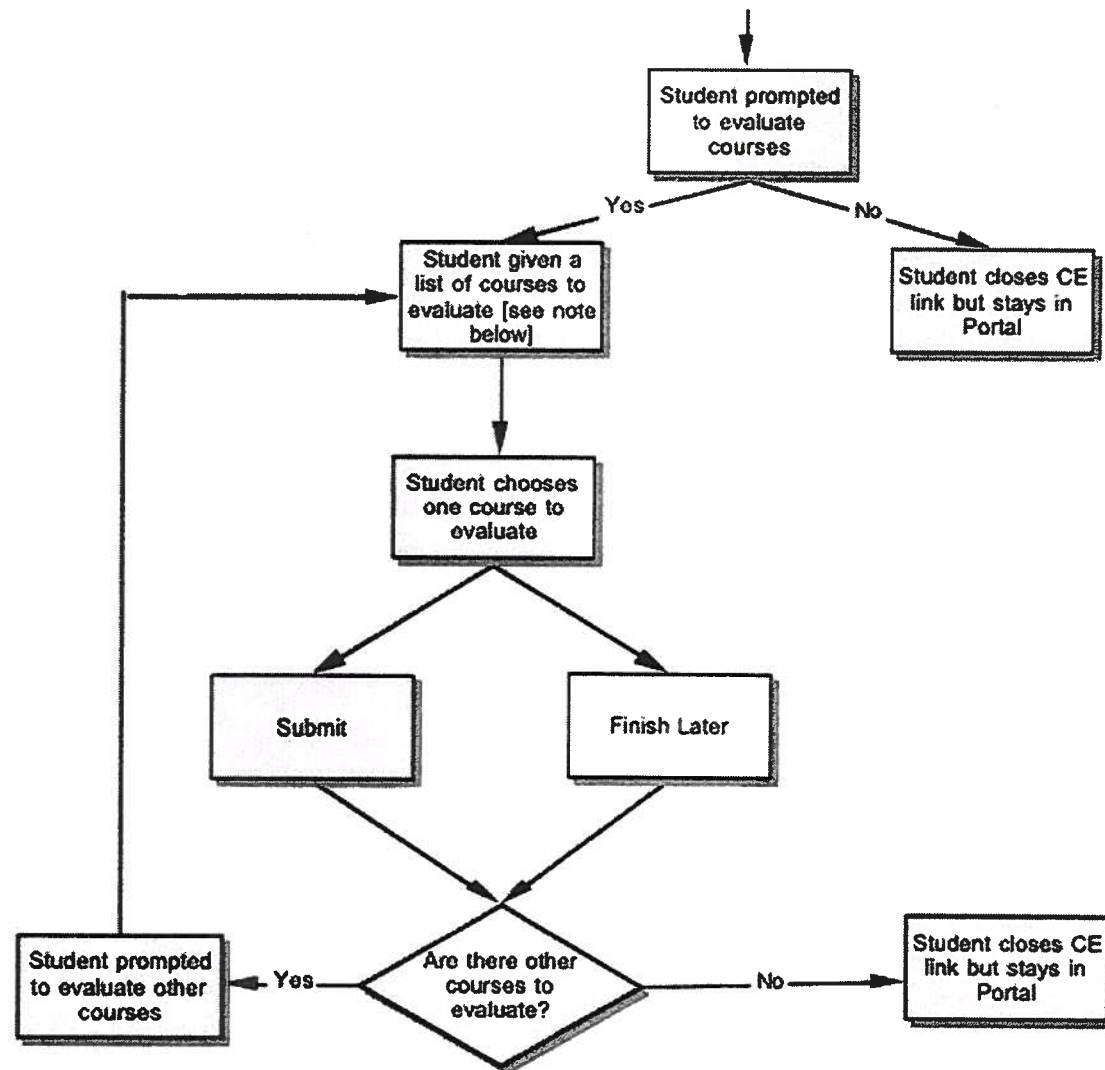 Student prompted
to evaluate
courses
Yes
No
Student given a
list of courses to
evaluate [see note
below]
Student closes CE
link but stays in
Portal
Student chooses
one course to
evaluate
Submit
Finish Later
Student prompted
to evaluate other
courses
Yes
Are there other
courses to
evaluate?
No
Student closes CE
link but stays in
Portal